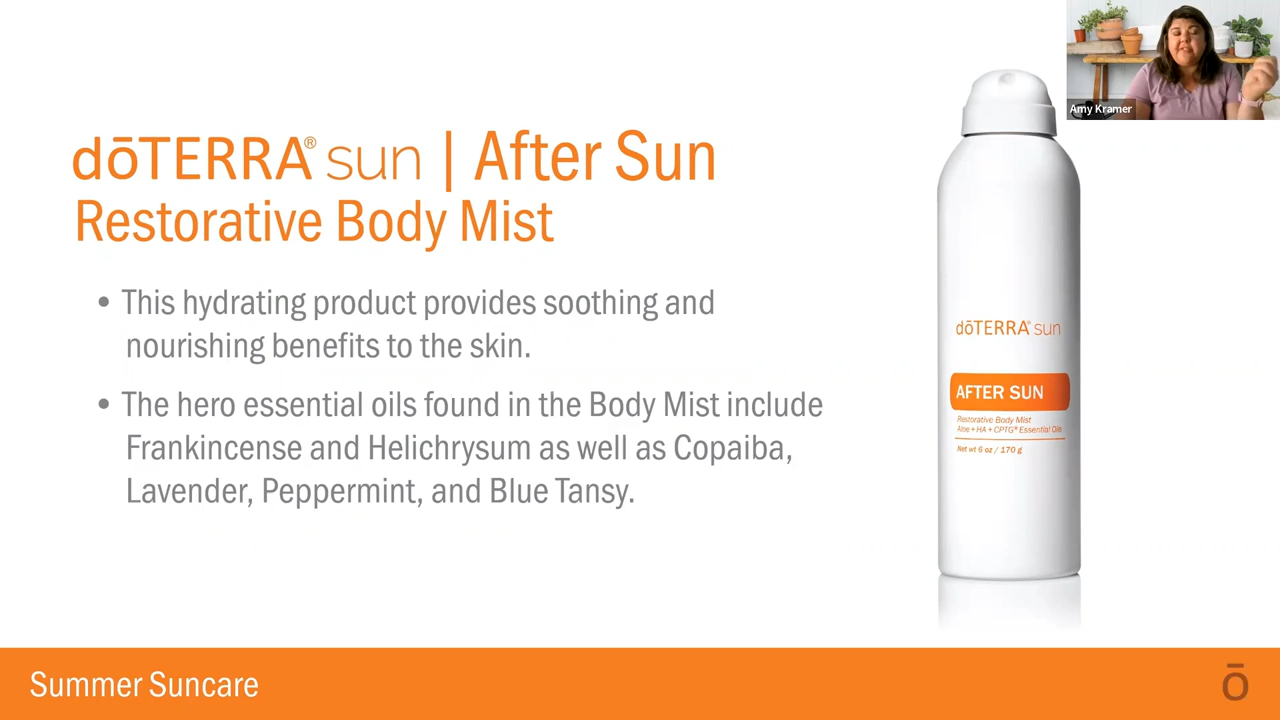 dōTERRA® sun | After Sun
Restorative Body Mist
• This hydrating product provides soothing and
nourishing benefits to the skin.
• The hero essential oils found in the Body Mist include
Frankincense and Helichrysum as well as Copaiba,
Lavender, Peppermint, and Blue Tansy.
Amy Kramer
dōTERRA® sun
AFTER SUN
Restorative Body Mist
Aloe + HA + CPTG® Essential Oils
Net wt 6 oz / 170 g
Summer Suncare
ō